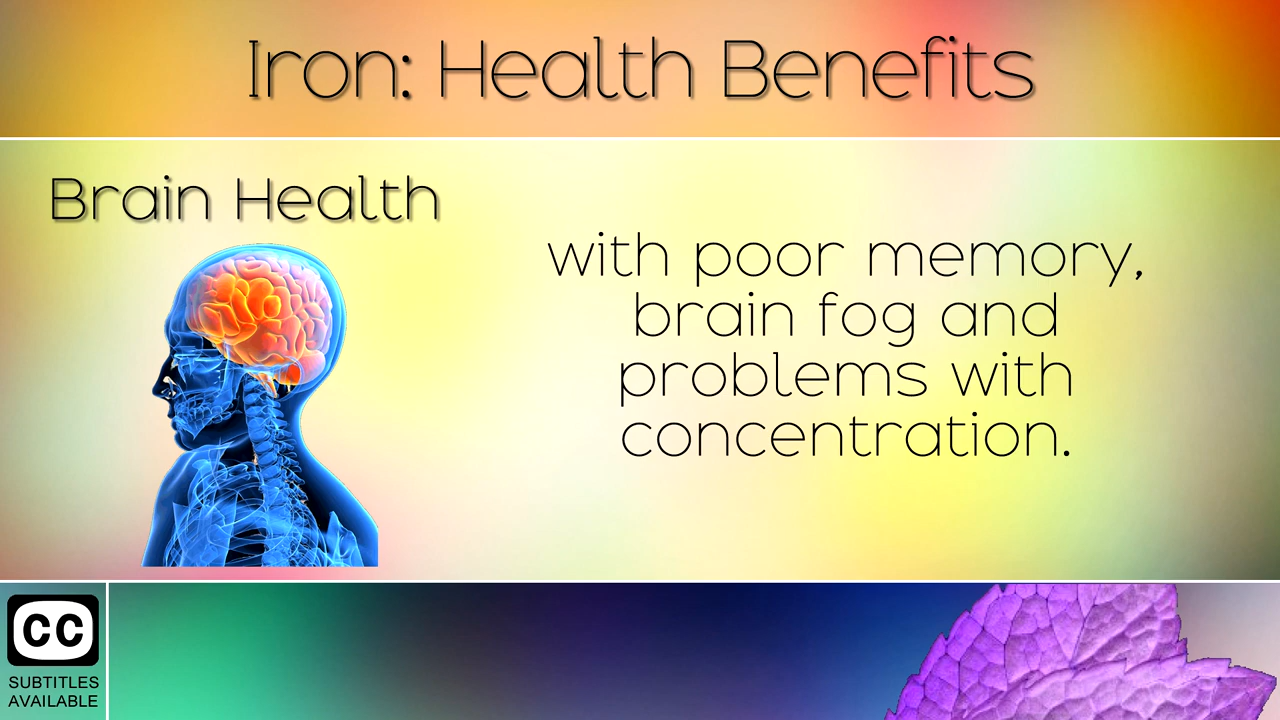 Iron: Health Benefits
Brain Health
with poor memory,
brain fog and
problems with
concentration.
CC
SUBTITLES
AVAILABLE